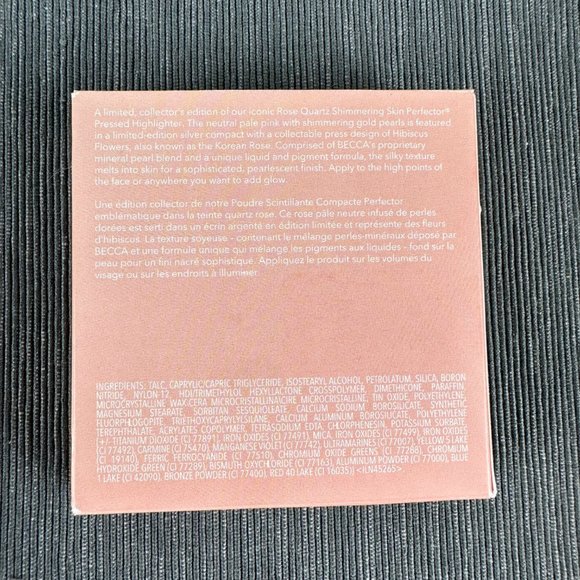 A limited, collector's edition of our iconic Rose Quartz Shimmering Skin Perfector®
Pressed Highlighter. The neutral pale pink with shimmering gold pearls is featured
in a limited-edition silver compact with a collectable press design of Hibiscus
Flowers, also known as the Korean Rose. Comprised of BECCA's proprietary
mineral pearl blend and a unique liquid and pigment formula, the silky texture
melts into skin for a sophisticated, pearlescent finish. Apply to the high points
of the face or anywhere you want to add glow.
Une édition collector de notre Poudre Scintillante Compacte Perfector
emblématique dans la teinte quartz rose. Ce rose pâle neutre infusé de perles
dorées est serti dans un écrin argenté en édition limitée et représente des fleurs
d'hibiscus. La texture soyeuse - contenant le mélange perles-minéraux déposé par
BECCA et une formule unique qui mélange les pigments aux liquides - fond sur la
peau pour un fini nacré sophistiqué. Appliquez le produit sur les volumes du
visage ou sur les endroits à illuminer.
INGREDIENTS: TALC, CAPRYLIC/CAPRIC TRIGLYCERIDE, ISOSTEARYL ALCOHOL, PETROLATUM, SILICA, BORON
NITRIDE, NYLON-12, HDI/TRIMETHYLOL HEXYLLACTONE CROSSPOLYMER, DIMETHICONE, PARAFFIN,
MICROCRYSTALLINE WAX\CERA MICROCRISTALLINA\CIRE MICROCRISTALLINE, TIN OXIDE, POLYETHYLENE,
MAGNESIUM STEARATE, SORBITAN SESQUIOLEATE, CALCIUM SODIUM BOROSILICATE, SYNTHETIC
FLUORPHLOGOPITE, TRIETHOXYCAPRYLYLSILANE, CALCIUM ALUMINUM BOROSILICATE, POLYETHYLENE
TEREPHTHALATE, ACRYLATES COPOLYMER, TETRASODIUM EDTA, CHLORPHENESIN, POTASSIUM SORBATE
[+/- TITANIUM DIOXIDE (CI 77891), IRON OXIDES (CI 77491), MICA, IRON OXIDES (CI 77499), IRON OXIDES
(CI 77492), CARMINE (CI 75470), MANGANESE VIOLET (CI 77742), ULTRAMARINES (CI 77007), YELLOW 5 LAKE
(CI 19140), FERRIC FERROCYANIDE (CI 77510), CHROMIUM OXIDE GREENS (CI 77288), CHROMIUM
HYDROXIDE GREEN (CI 77289), BISMUTH OXYCHLORIDE (CI 77163), ALUMINUM POWDER (CI 77000), BLUE
1 LAKE (CI 42090), BRONZE POWDER (CI 77400), RED 40 LAKE (CI 16035)] <ILN45265>